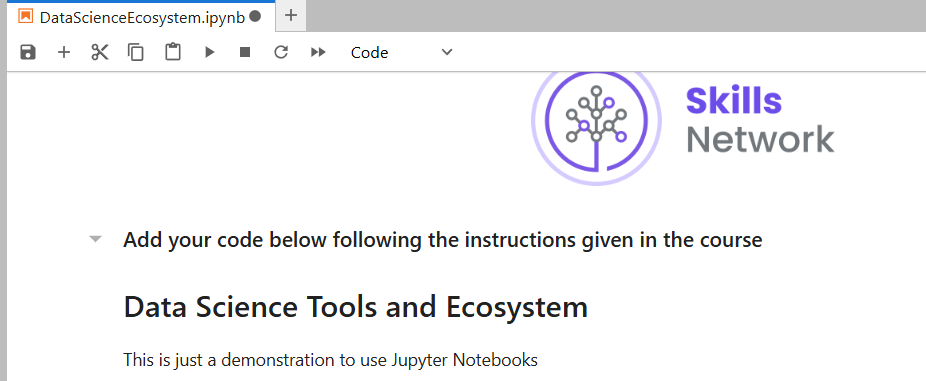 DataScienceEcosystem.ipynb
Code
Skills
Network
Add your code below following the instructions given in the course
Data Science Tools and Ecosystem
This is just a demonstration to use Jupyter Notebooks